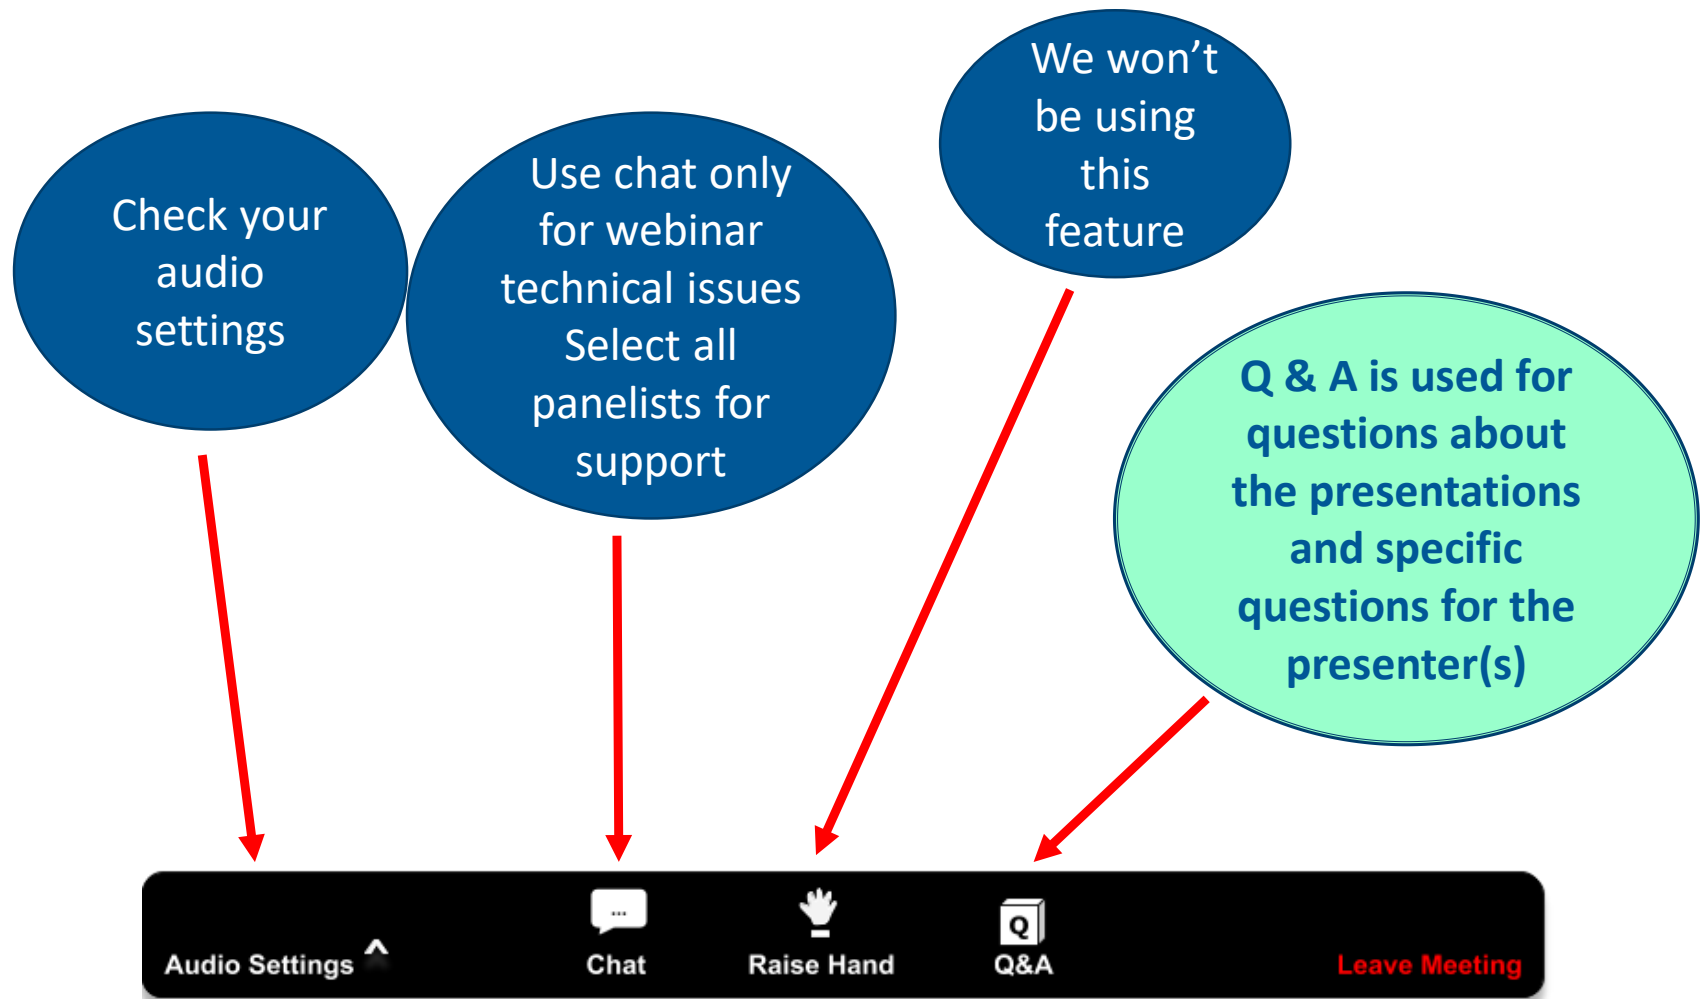 Check your
audio
settings
Use chat only
for webinar
technical issues
Select all
panelists for
support
We won’t
be using
this
feature
Q & A is used for
questions about
the presentations
and specific
questions for the
presenter(s)
Audio Settings ^
...
Chat
Raise Hand
Q
Q&A
Leave Meeting